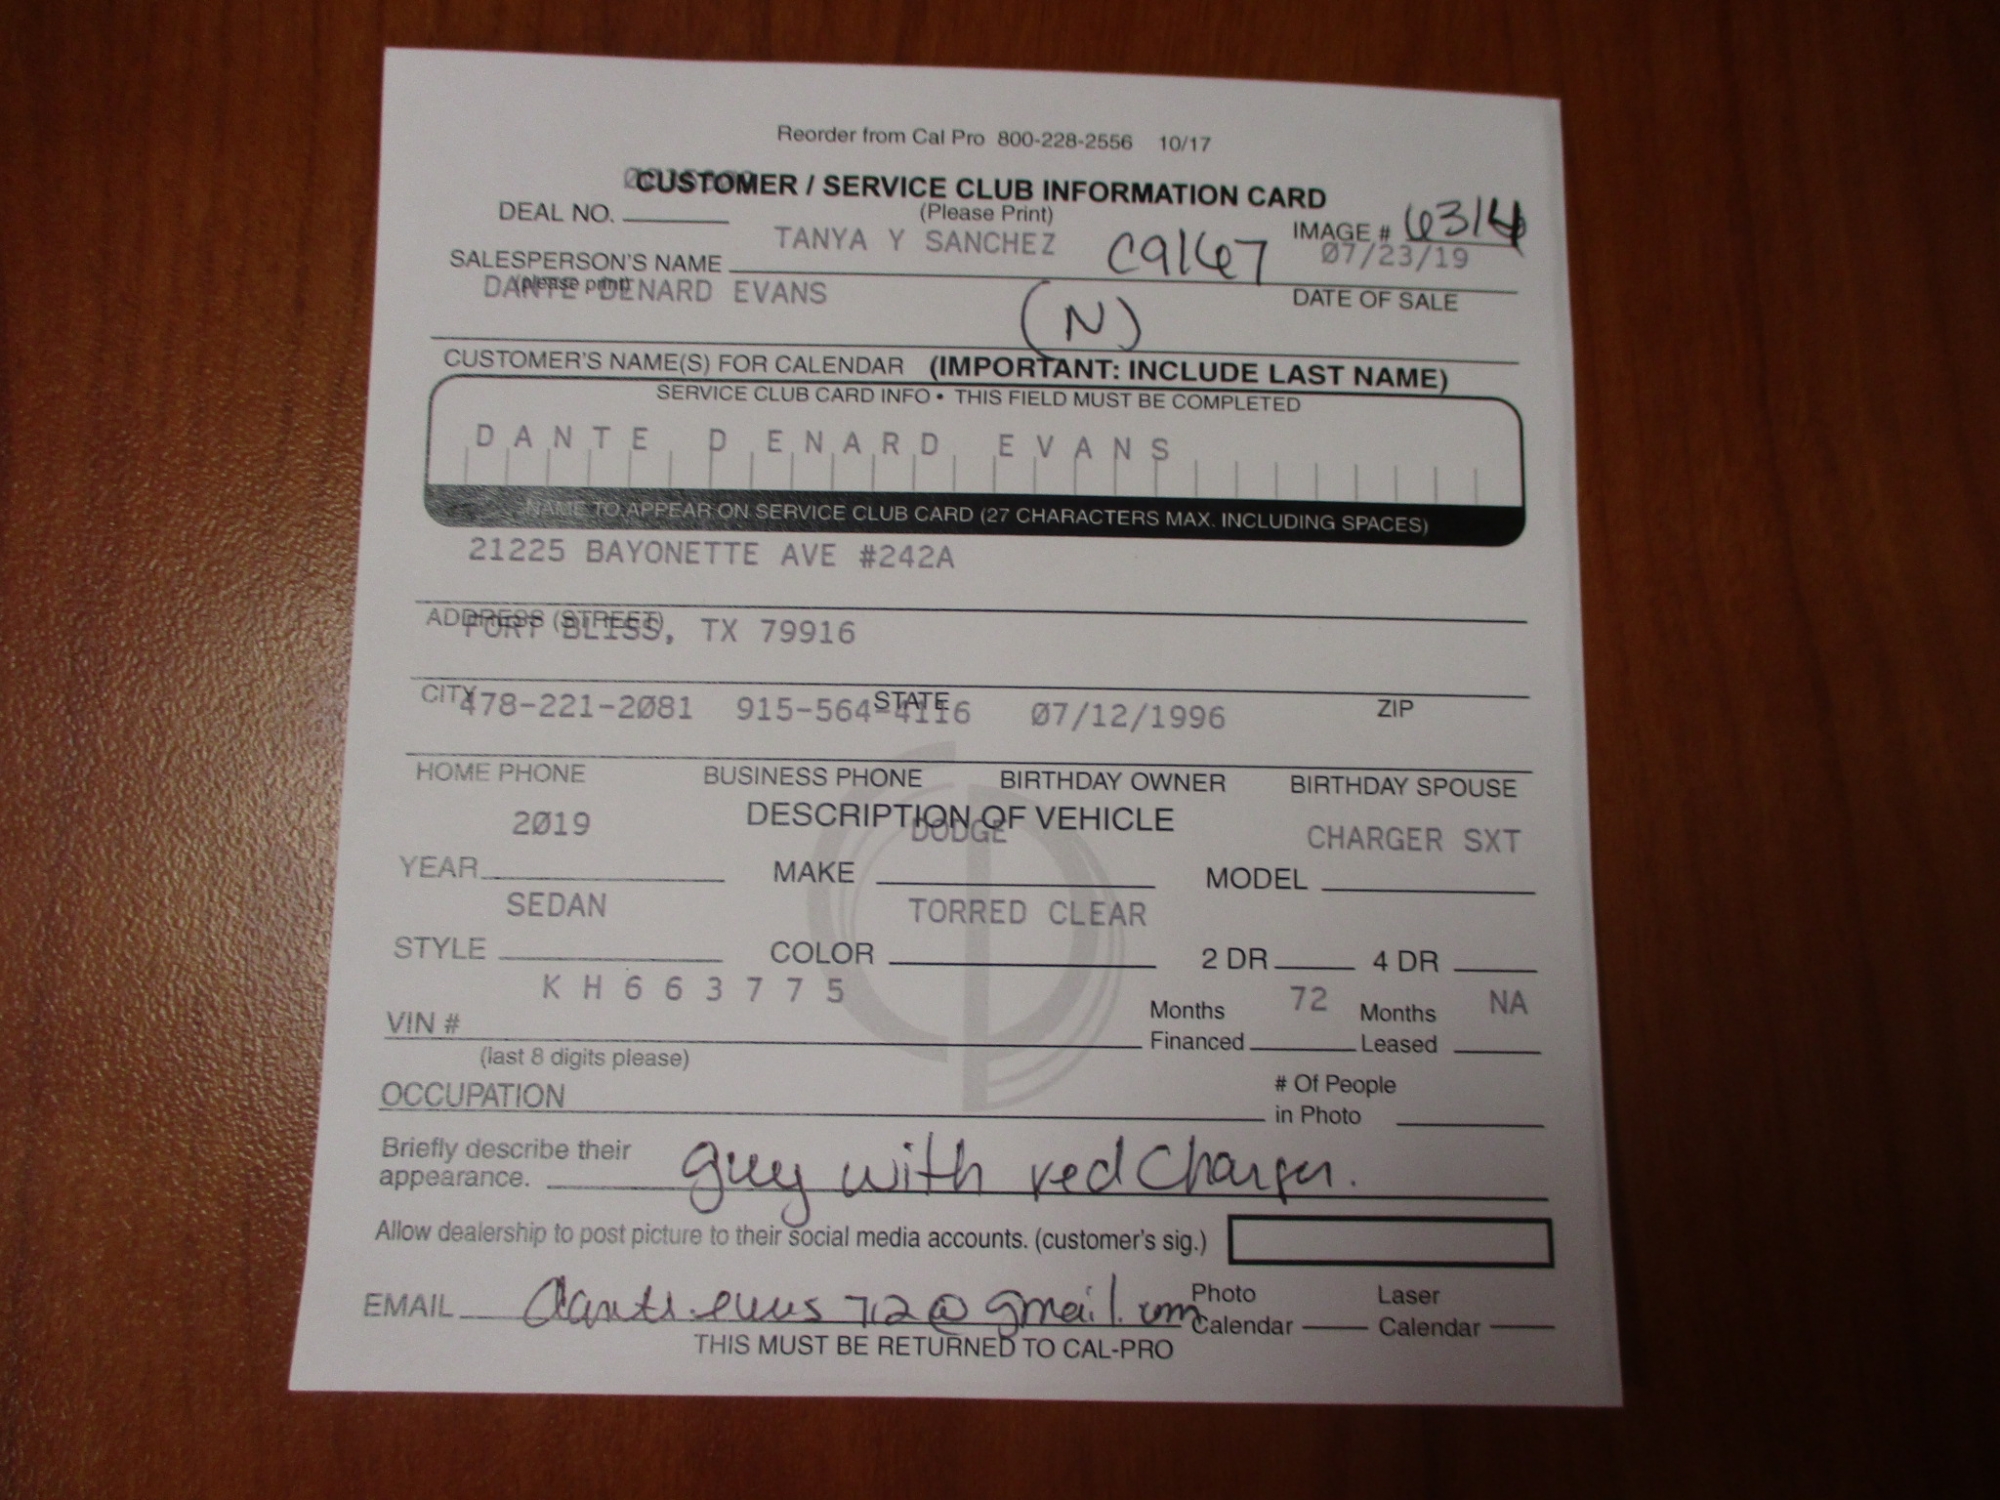 Reorder from Cal Pro 800-228-2556 10/17
CUSTOMER / SERVICE CLUB INFORMATION CARD
DEAL NO. (Please Print) IMAGE # 6314
TANYA Y SANCHEZ C9167 07/23/19
SALESPERSON'S NAME
(please print) DATE OF SALE
DANTE DENARD EVANS (N)
CUSTOMER'S NAME(S) FOR CALENDAR (IMPORTANT: INCLUDE LAST NAME)
SERVICE CLUB CARD INFO • THIS FIELD MUST BE COMPLETED
DANTE DENARD EVANS
NAME TO APPEAR ON SERVICE CLUB CARD (27 CHARACTERS MAX. INCLUDING SPACES)
21225 BAYONETTE AVE #242A
ADDRESS (STREET)
FORT BLISS, TX 79916
CITY STATE ZIP
478-221-2081 915-564-4116 07/12/1996
HOME PHONE BUSINESS PHONE BIRTHDAY OWNER BIRTHDAY SPOUSE
DESCRIPTION OF VEHICLE
2019 DODGE CHARGER SXT
YEAR MAKE MODEL
SEDAN TORRED CLEAR
STYLE COLOR 2 DR 4 DR
K H 6 6 3 7 7 5 72 NA
VIN # Months Financed Months Leased
(last 8 digits please)
OCCUPATION # Of People in Photo
Briefly describe their appearance. guy with red Charger.
Allow dealership to post picture to their social media accounts. (customer's sig.)
EMAIL Photo Calendar Laser Calendar
THIS MUST BE RETURNED TO CAL-PRO